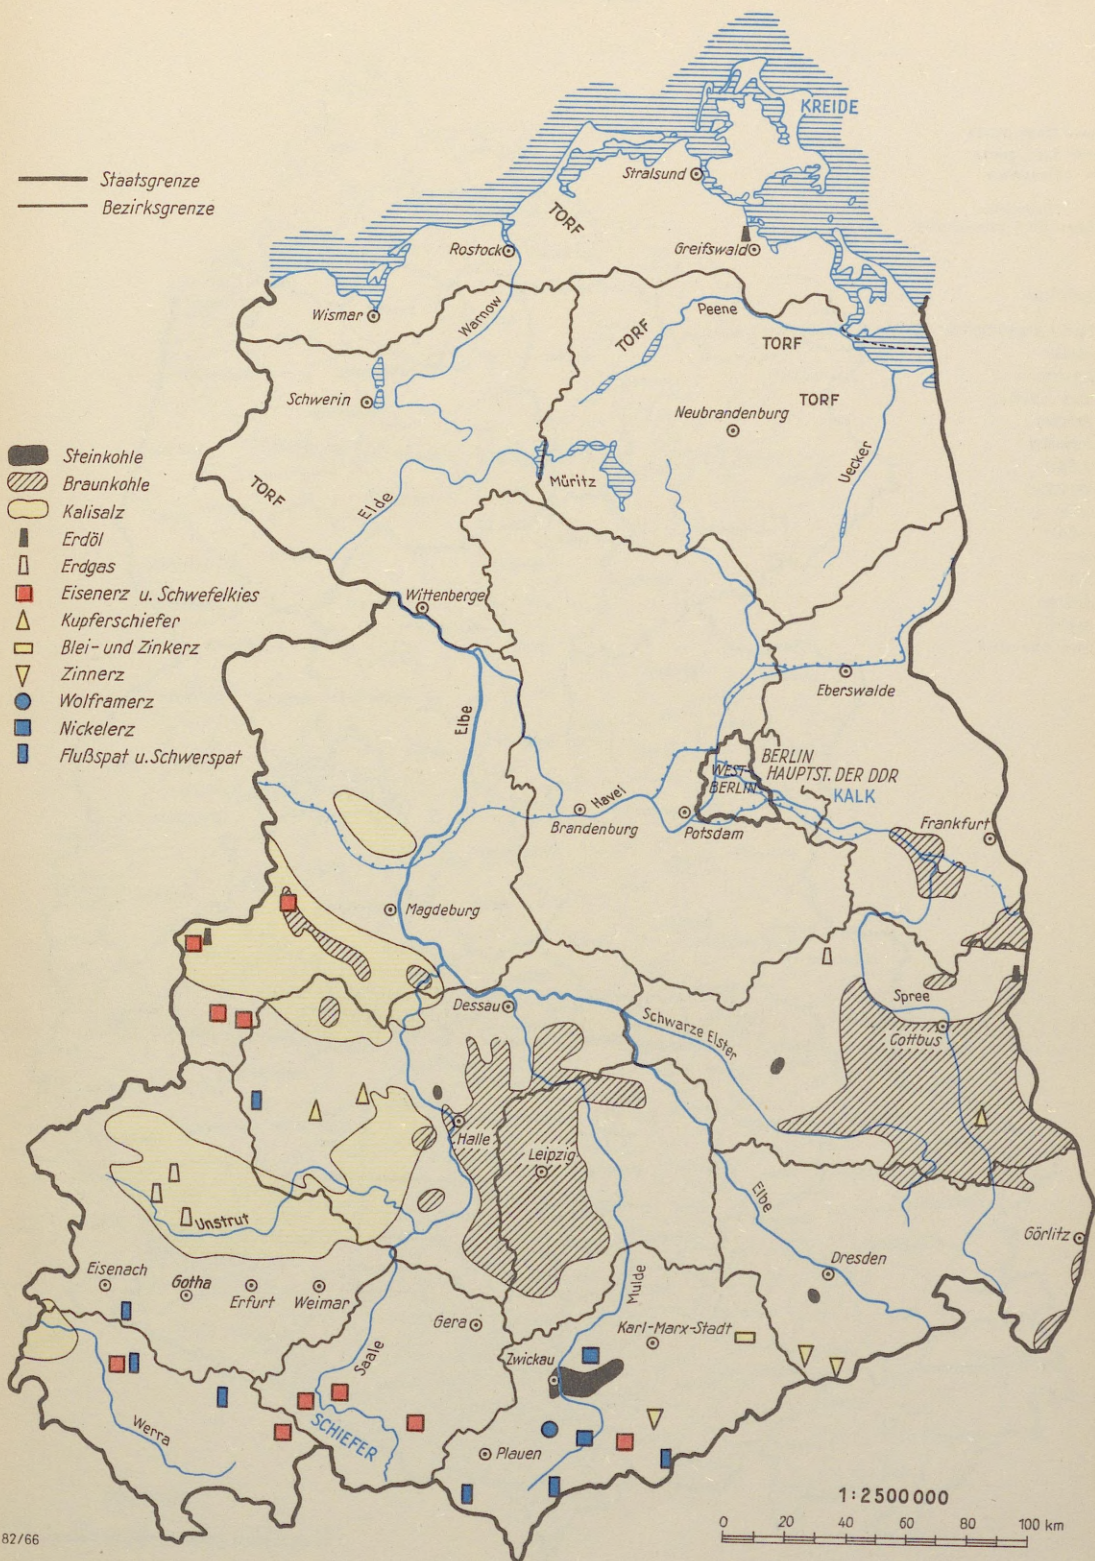 KREIDE
Staatsgrenze
Bezirksgrenze
Stralsund
TORF
Rostock
Greifswald
Wismar
Warnow
Peene
TORF
TORF
Schwerin
TORF
Neubrandenburg
Steinkohle
Braunkohle
Kalisalz
Erdöl
Erdgas
Eisenerz u. Schwefelkies
Kupferschiefer
Blei- und Zinkerz
Zinnerz
Wolframerz
Nickelerz
Flußspat u. Schwerspat
TORF
Elde
Müritz
Uecker
Wittenberge
Eberswalde
Elbe
BERLIN
HAUPTST. DER DDR
WEST-
BERLIN
KALK
Havel
Brandenburg
Potsdam
Frankfurt
Magdeburg
Dessau
Spree
Schwarze Elster
Cottbus
Halle
Leipzig
Unstrut
Elbe
Görlitz
Dresden
Eisenach
Gotha
Erfurt
Weimar
Mulde
Gera
Karl-Marx-Stadt
Saale
Zwickau
Werra
SCHIEFER
Plauen
1:2500000
0 20 40 60 80 100 km
82/66